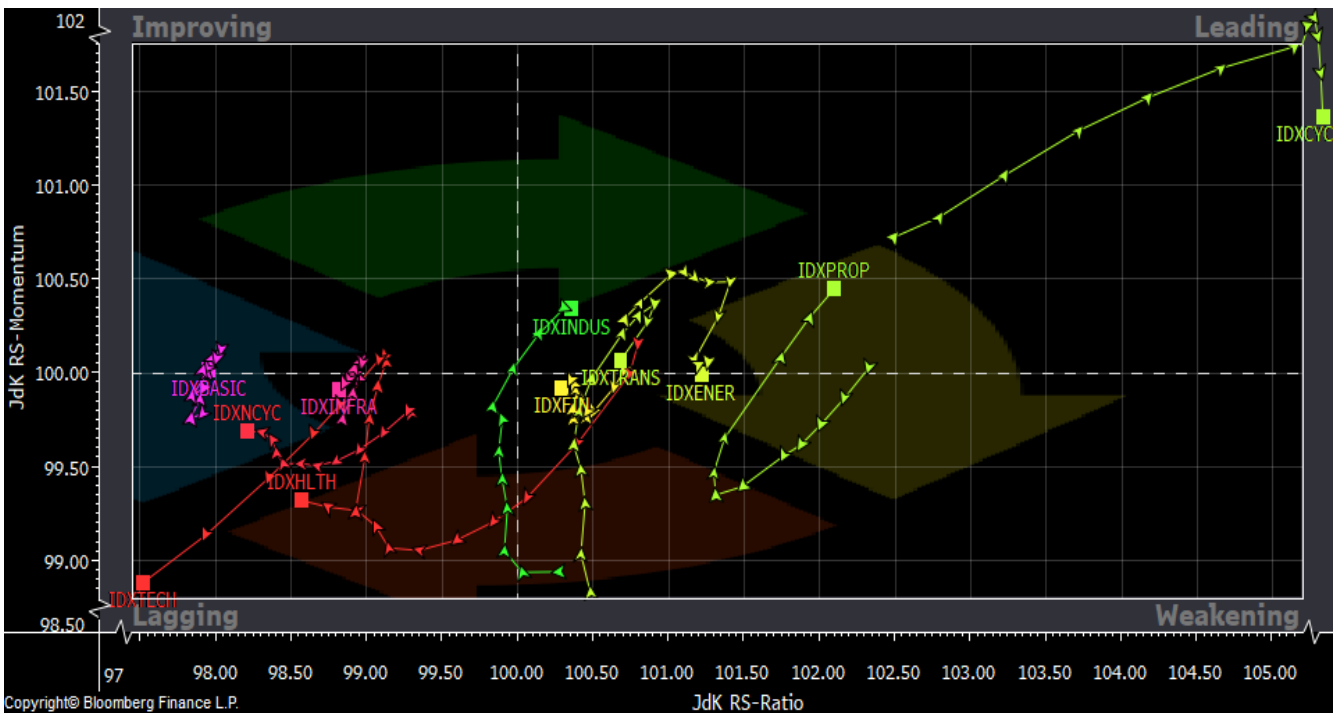 102
Improving
Leading
101.50
IDXCYC
101.00
100.50
IDXPROP
IDXINDUS
100.00
IDXBASIC
IDXTRANS
IDXENER
IDXINFRA
IDXFIN
IDXNCYC
99.50
IDXHLTH
99.00
IDXTECH
98.50
Lagging
Weakening
JdK RS-Momentum
97
98.00 98.50 99.00 99.50 100.00 100.50 101.00 101.50 102.00 102.50 103.00 103.50 104.00 104.50 105.00
JdK RS-Ratio
Copyright© Bloomberg Finance L.P.